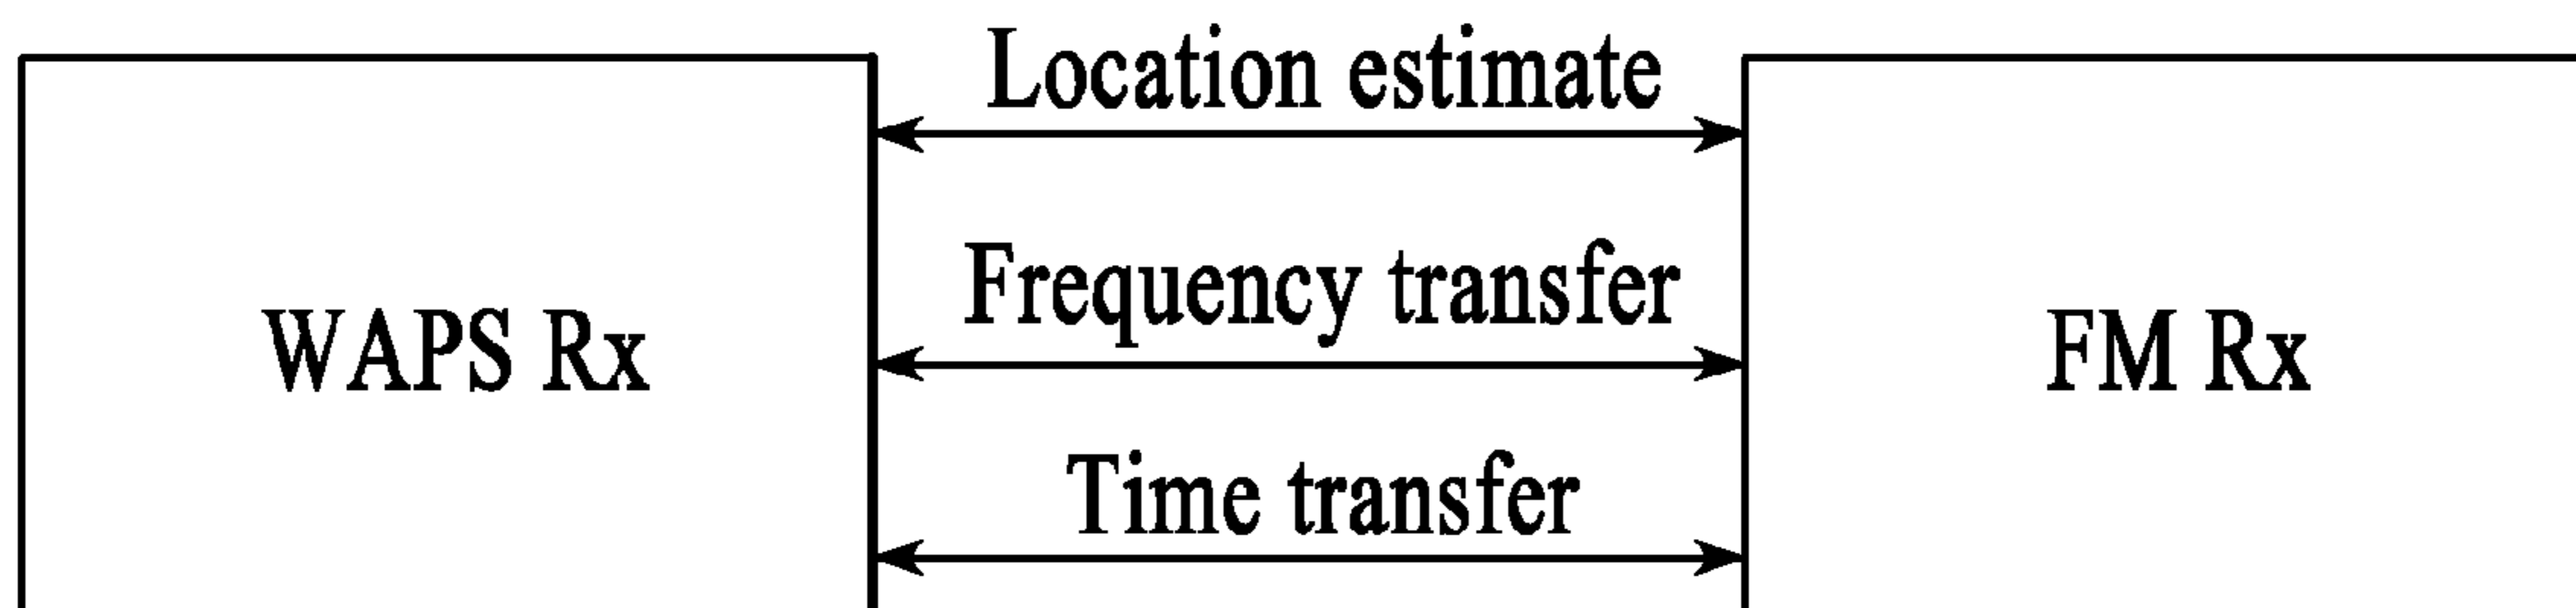 Location estimate
Frequency transfer
WAPS Rx
FM Rx
Time transfer